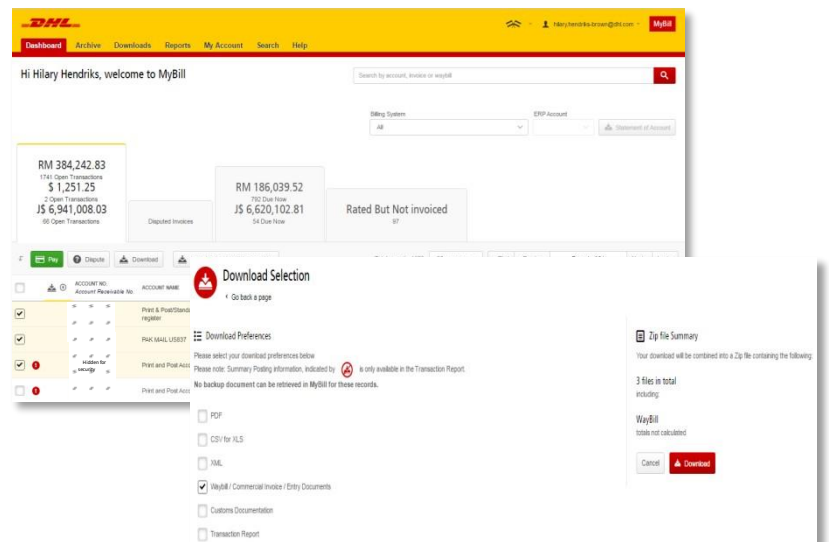 DHL
hilary.hendriks-brown@dhl.com
MyBill
Dashboard Archive Downloads Reports My Account Search Help
Hi Hilary Hendriks, welcome to MyBill
Search by account, invoice or waybill
Billing System
ERP Account
All
Statement of Account
RM 384,242.83
1741 Open Transactions
$ 1,251.25
2 Open Transactions
J$ 6,941,008.03
66 Open Transactions
Disputed Invoices
RM 186,039.52
792 Due Now
J$ 6,620,102.81
54 Due Now
Rated But Not invoiced
97
Pay Dispute Download
ACCOUNT NO.
Account Receivable No.
ACCOUNT NAME
Print & Post/Standa
register
PAK MAIL US837
Hidden for
security
Print and Post Acco
Print and Post Acco
Download Selection
Go back a page
Download Preferences
Please select your download preferences below
Please note: Summary Posting information, indicated by is only available in the Transaction Report.
No backup document can be retrieved in MyBill for these records.
PDF
CSV for XLS
XML
Waybill / Commercial Invoice / Entry Documents
Customs Documentation
Transaction Report
Zip file Summary
Your download will be combined into a Zip file containing the following:
3 files in total
including:
WayBill
totals not calculated
Cancel Download